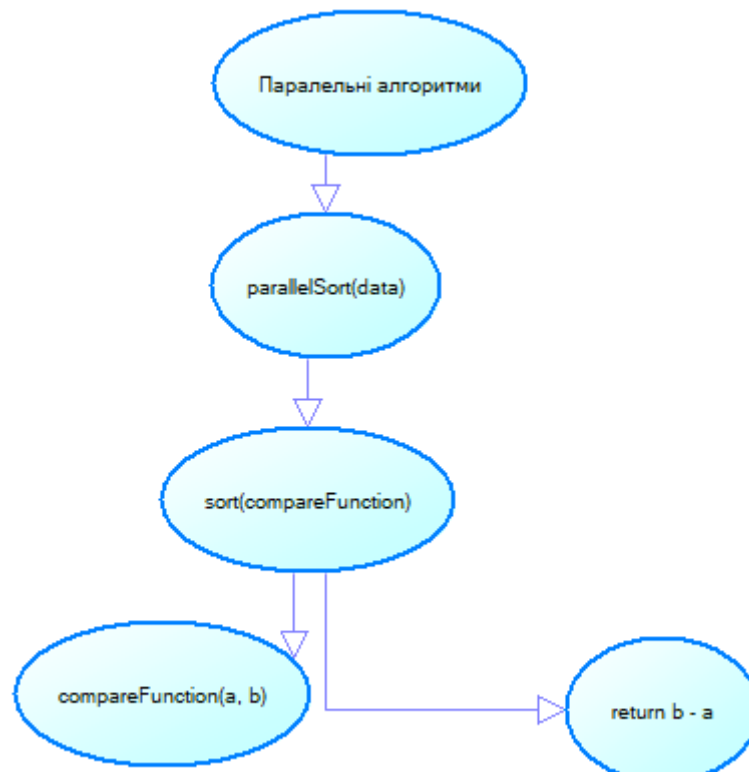 Паралельні алгоритми
parallelSort(data)
sort(compareFunction)
compareFunction(a, b)
return b - a